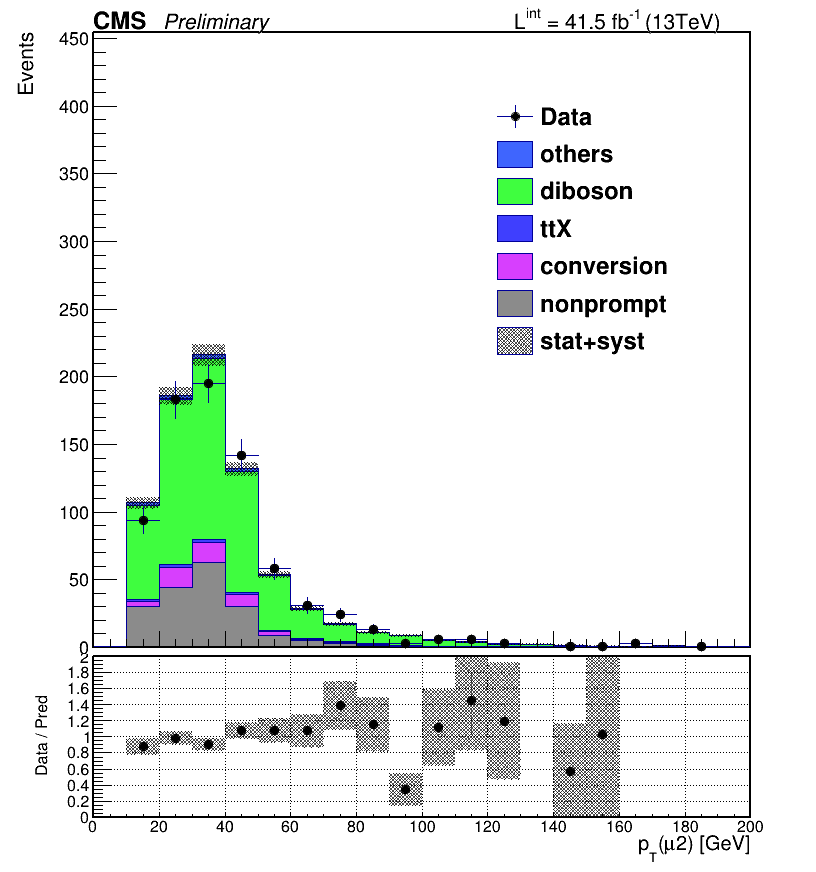 CMS Preliminary L^int = 41.5 fb^-1 (13TeV)
Events
450
400
350
300
250
200
150
100
50
0
Data
others
diboson
ttX
conversion
nonprompt
stat+syst
Data / Pred
2
1.8
1.6
1.4
1.2
1
0.8
0.6
0.4
0.2
0
0 20 40 60 80 100 120 140 160 180 200
p_T(μ2) [GeV]